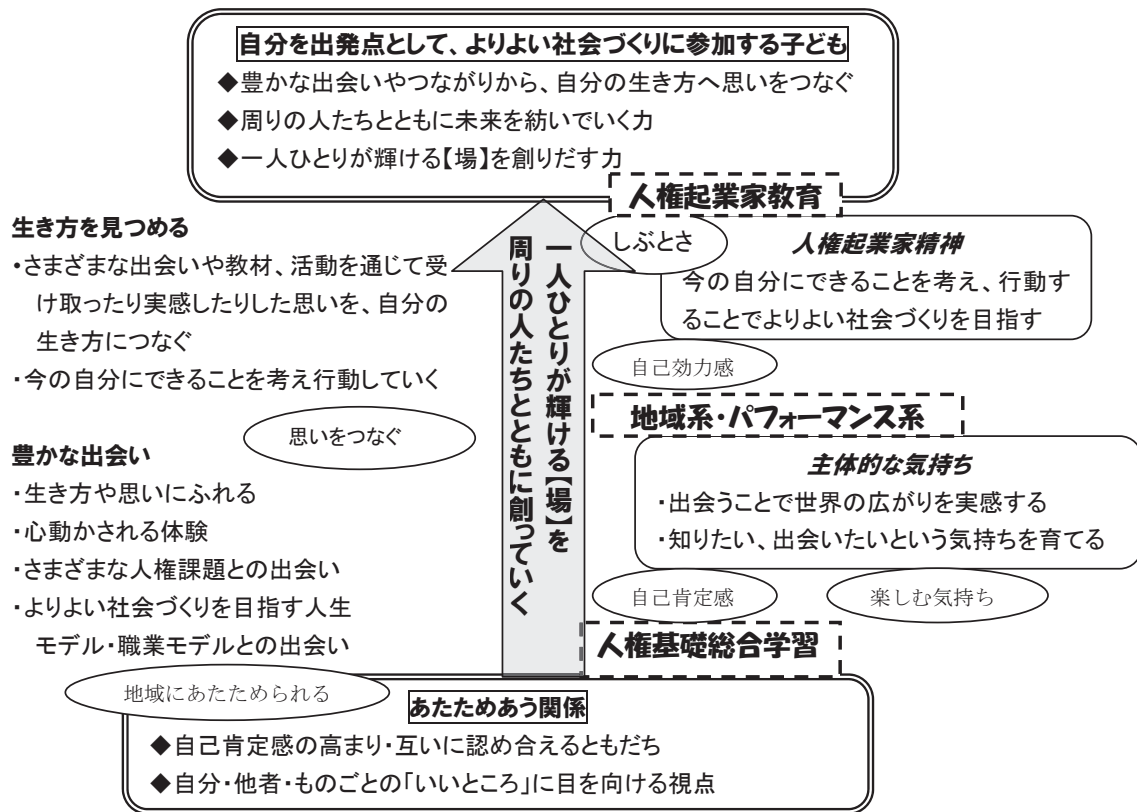 自分を出発点として、よりよい社会づくりに参加する子ども
◆豊かな出会いやつながりから、自分の生き方へ思いをつなぐ
◆周りの人たちとともに未来を紡いでいく力
◆一人ひとりが輝ける【場】を創りだす力
人権起業家教育
しぶとさ
人権起業家精神
今の自分にできることを考え、行動す
ることでよりよい社会づくりを目指す
自己効力感
生き方を見つめる
・さまざまな出会いや教材、活動を通じて受
け取ったり実感したりした思いを、自分の
生き方につなぐ
・今の自分にできることを考え行動していく
思いをつなぐ
一人ひとりが輝ける【場】を
周りの人たちとともに創っていく
地域系・パフォーマンス系
主体的な気持ち
・出会うことで世界の広がりを実感する
・知りたい、出会いたいという気持ちを育てる
自己肯定感
楽しむ気持ち
豊かな出会い
・生き方や思いにふれる
・心動かされる体験
・さまざまな人権課題との出会い
・よりよい社会づくりを目指す人生
モデル・職業モデルとの出会い
人権基礎総合学習
地域にあたためられる
あたためあう関係
◆自己肯定感の高まり・互いに認め合えるともだち
◆自分・他者・ものごとの「いいところ」に目を向ける視点